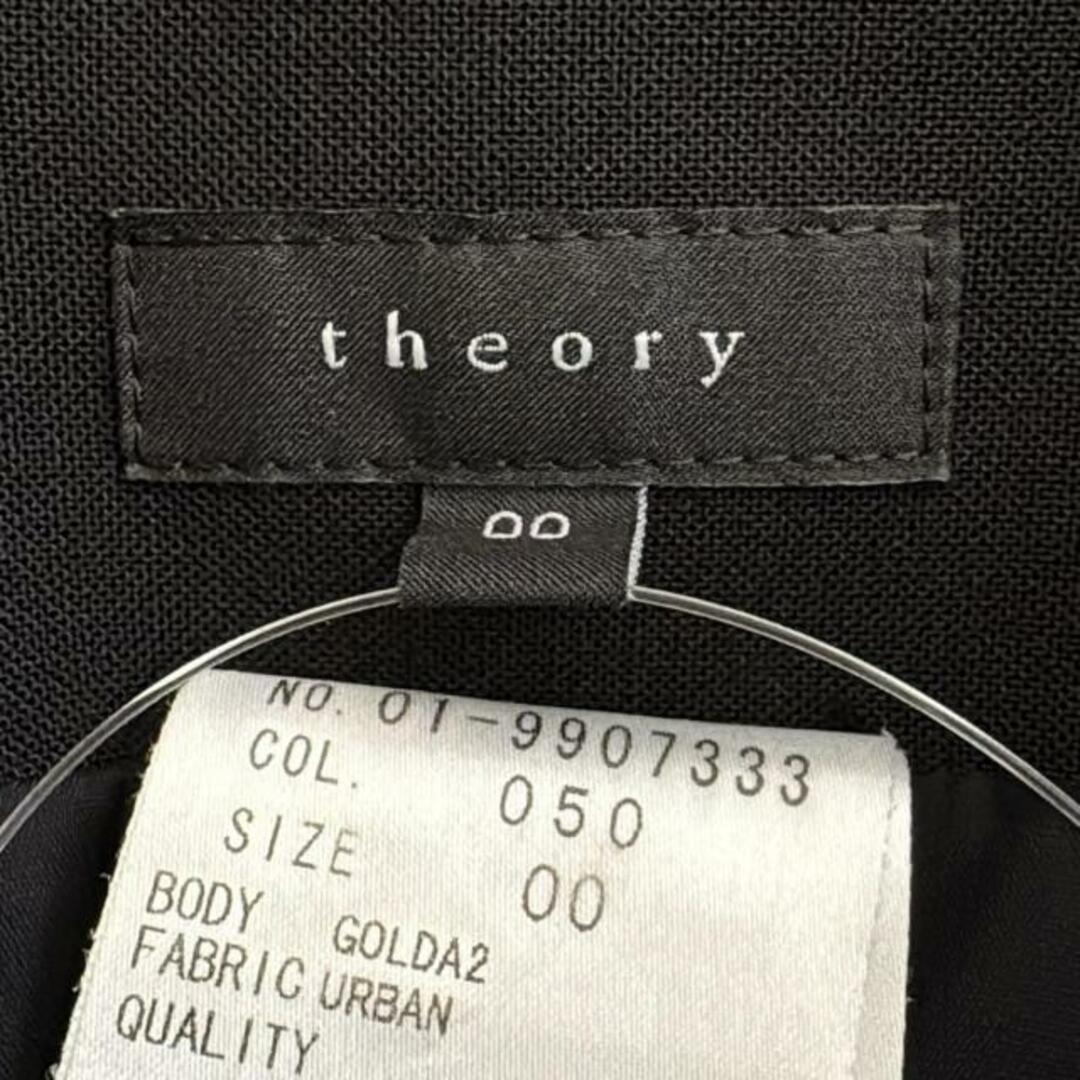 theory
00
NO. 01-9907333
COL. 050
SIZE 00
BODY GOLDA2
FABRIC URBAN
QUALITY